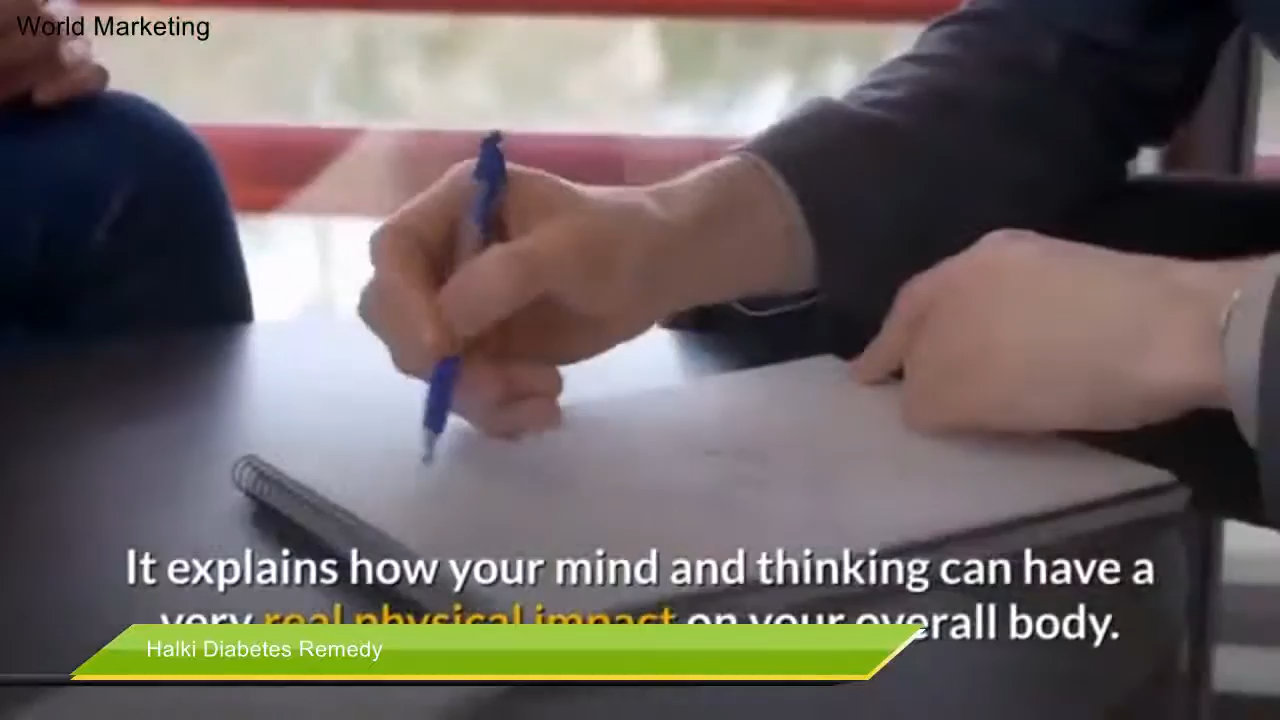 World Marketing
It explains how your mind and thinking can have a
very real physical impact on your overall body.
Halki Diabetes Remedy